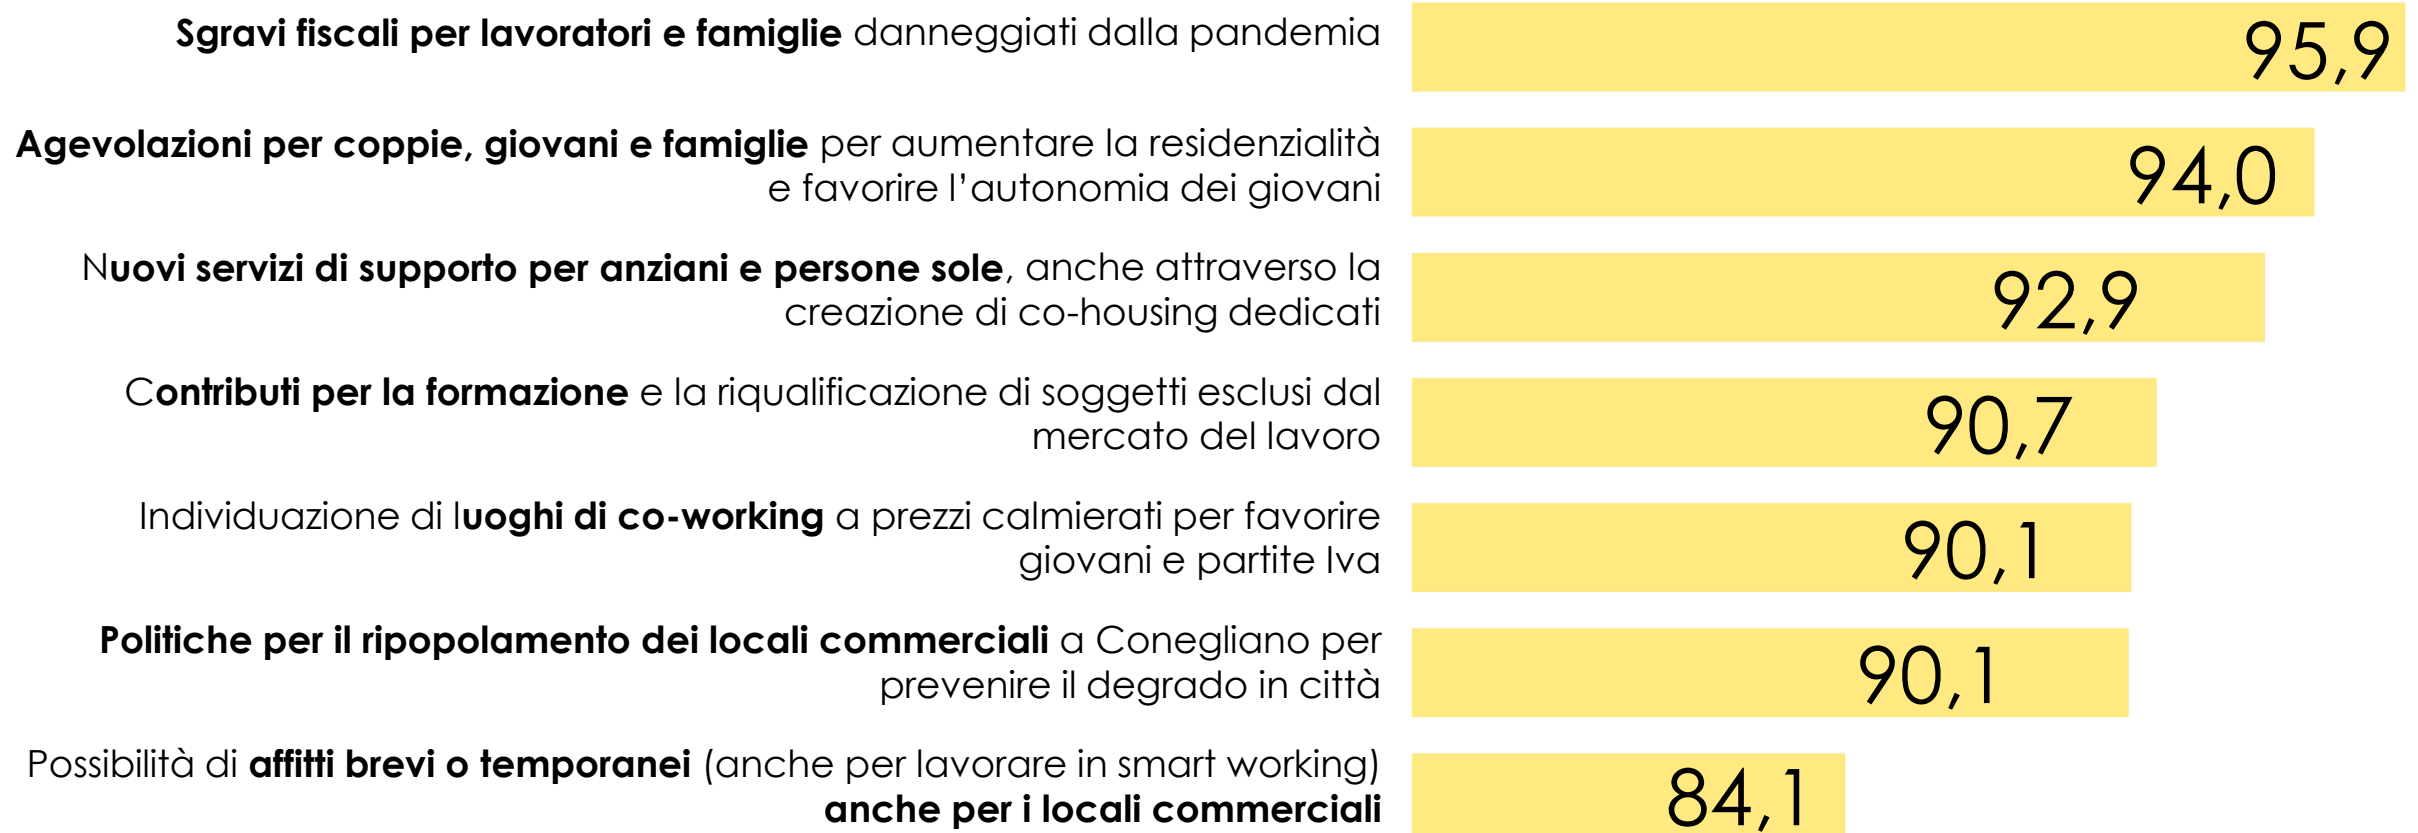 Sgravi fiscali per lavoratori e famiglie danneggiati dalla pandemia
95,9
Agevolazioni per coppie, giovani e famiglie per aumentare la residenzialità
e favorire l’autonomia dei giovani
94,0
Nuovi servizi di supporto per anziani e persone sole, anche attraverso la
creazione di co-housing dedicati
92,9
Contributi per la formazione e la riqualificazione di soggetti esclusi dal
mercato del lavoro
90,7
Individuazione di luoghi di co-working a prezzi calmierati per favorire
giovani e partite Iva
90,1
Politiche per il ripopolamento dei locali commerciali a Conegliano per
prevenire il degrado in città
90,1
Possibilità di affitti brevi o temporanei (anche per lavorare in smart working)
anche per i locali commerciali
84,1